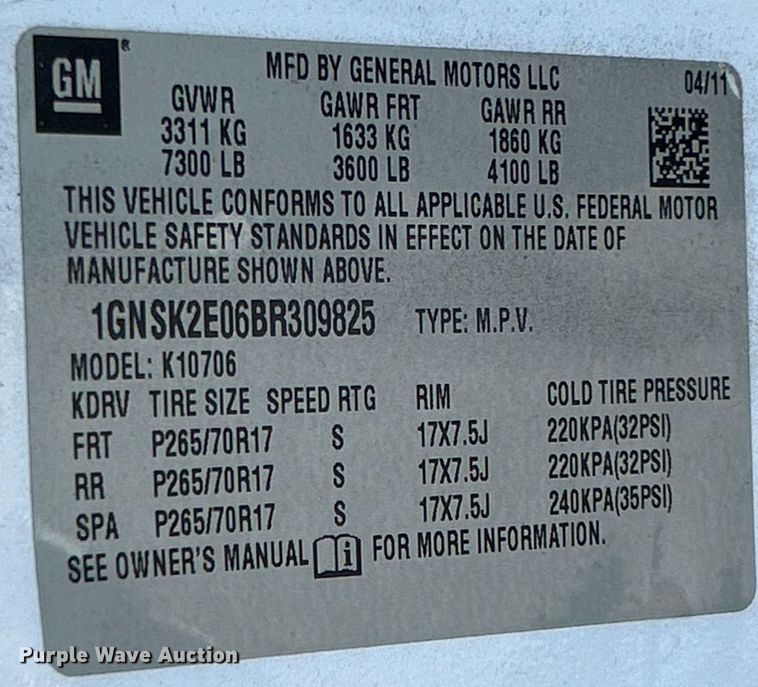 GM ®
MFD BY GENERAL MOTORS LLC 04/11
GVWR GAWR FRT GAWR RR
3311 KG 1633 KG 1860 KG
7300 LB 3600 LB 4100 LB
THIS VEHICLE CONFORMS TO ALL APPLICABLE U.S. FEDERAL MOTOR
VEHICLE SAFETY STANDARDS IN EFFECT ON THE DATE OF
MANUFACTURE SHOWN ABOVE.
1GNSK2E06BR309825 TYPE: M.P.V.
MODEL: K10706
KDRV TIRE SIZE SPEED RTG RIM COLD TIRE PRESSURE
FRT P265/70R17 S 17X7.5J 220KPA(32PSI)
RR P265/70R17 S 17X7.5J 220KPA(32PSI)
SPA P265/70R17 S 17X7.5J 240KPA(35PSI)
SEE OWNER'S MANUAL i FOR MORE INFORMATION.
Purple Wave Auction